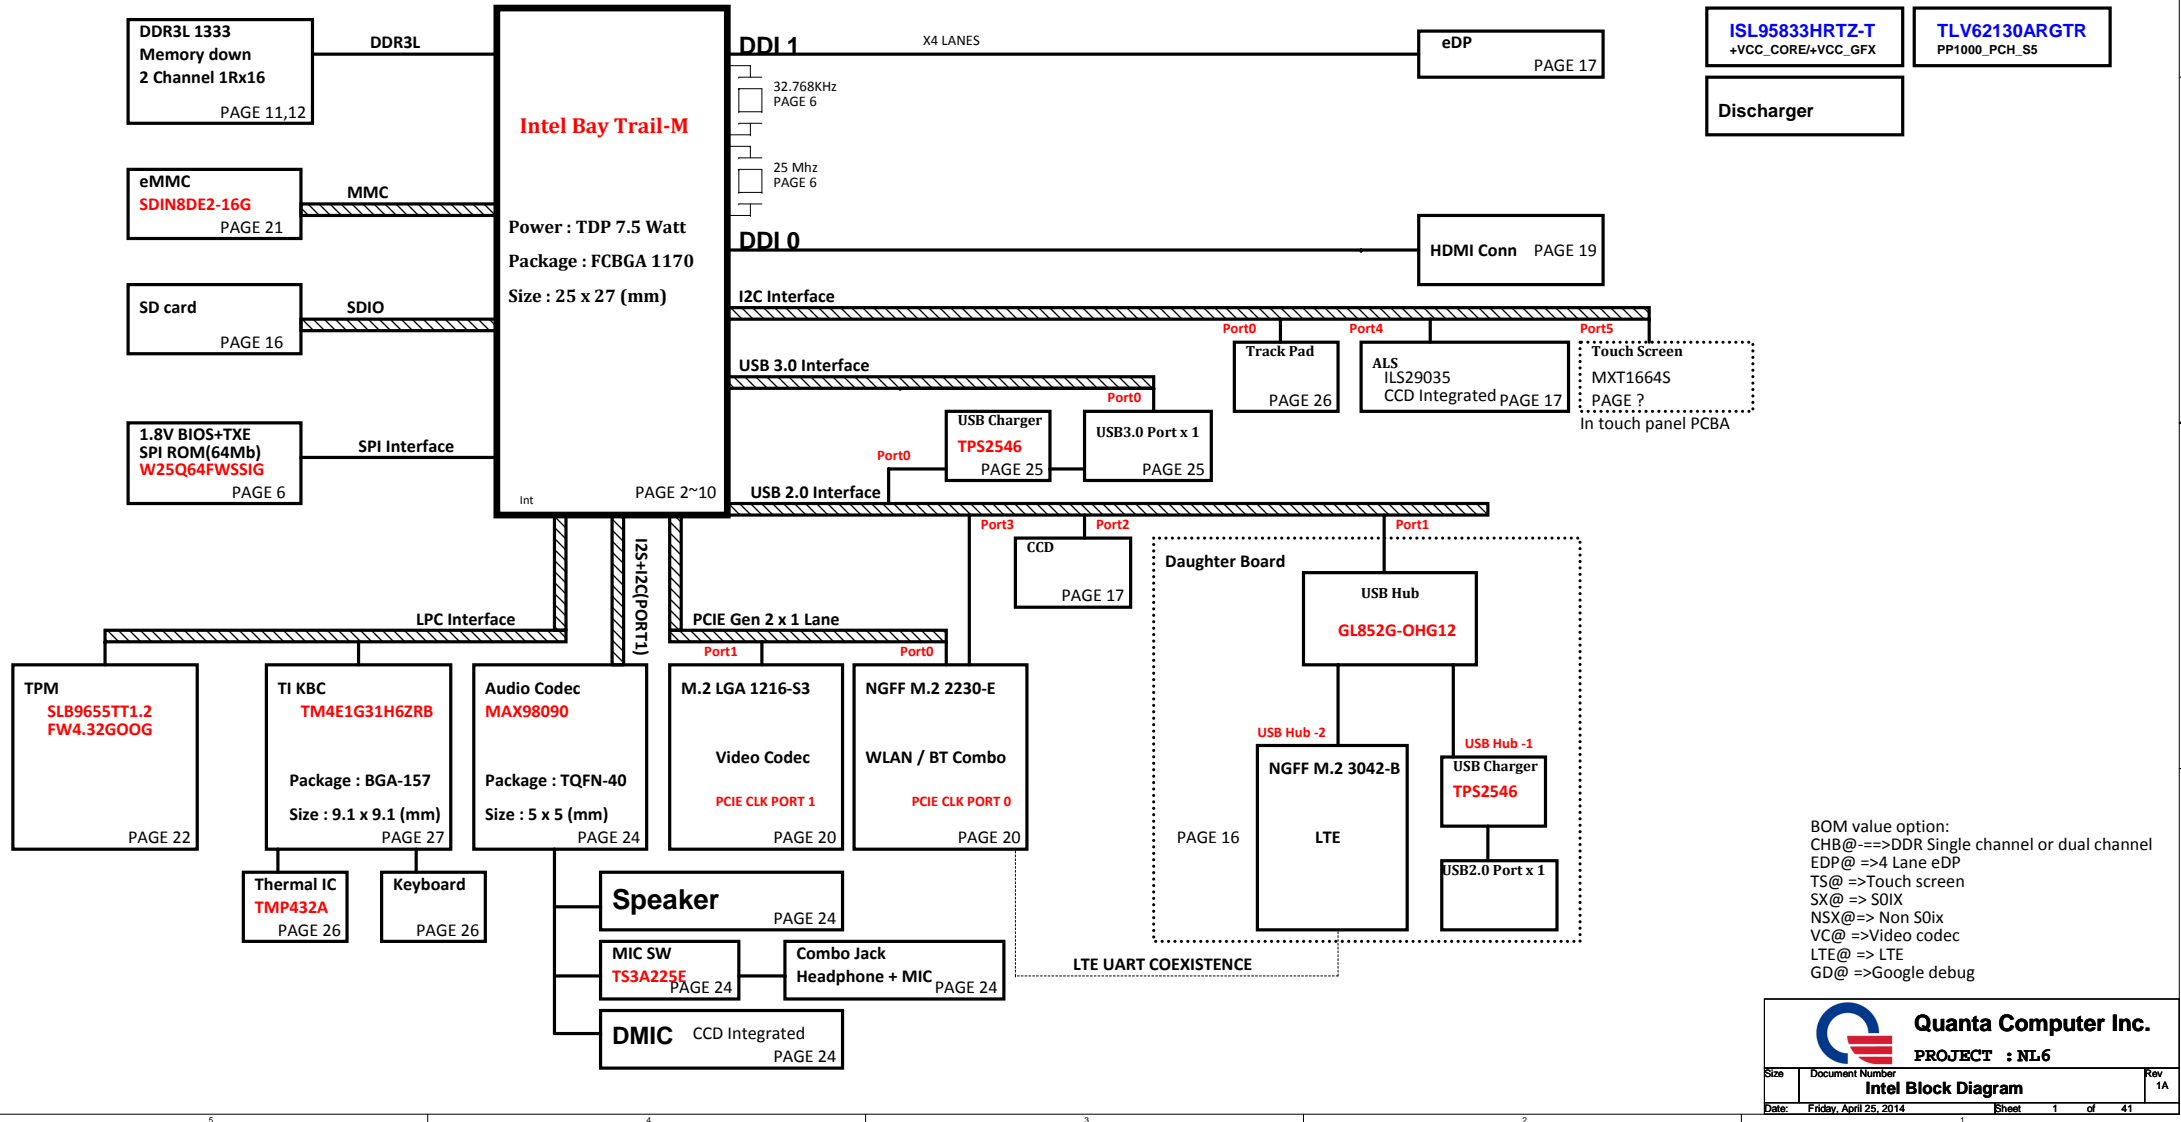 DDR3L 1333
Memory down
2 Channel 1Rx16
PAGE 11,12
DDR3L
eMMC
SDIN8DE2-16G
PAGE 21
MMC
SD card
PAGE 16
SDIO
1.8V BIOS+TXE
SPI ROM(64Mb)
W25Q64FWSSIG
PAGE 6
SPI Interface
Intel Bay Trail-M
Power : TDP 7.5 Watt
Package : FCBGA 1170
Size : 25 x 27 (mm)
PAGE 2~10
Int
DDI 1
X4 LANES
eDP
PAGE 17
32.768KHz
PAGE 6
25 Mhz
PAGE 6
DDI 0
HDMI Conn PAGE 19
ISL95833HRTZ-T
+VCC_CORE/+VCC_GFX
TLV62130ARGTR
PP1000_PCH_S5
Discharger
I2C Interface
Port0
Port4
Port5
Track Pad
PAGE 26
ALS
ILS29035
CCD Integrated PAGE 17
Touch Screen
MXT1664S
PAGE ?
In touch panel PCBA
USB 3.0 Interface
Port0
USB Charger
TPS2546
PAGE 25
USB3.0 Port x 1
PAGE 25
Port0
USB 2.0 Interface
Port3
Port2
Port1
CCD
PAGE 17
Daughter Board
USB Hub
GL852G-OHG12
USB Hub -2
USB Hub -1
NGFF M.2 3042-B
LTE
PAGE 16
USB Charger
TPS2546
USB2.0 Port x 1
LPC Interface
I2S+I2C(PORT1)
PCIE Gen 2 x 1 Lane
Port1
Port0
TPM
SLB9655TT1.2
FW4.32GOOG
PAGE 22
TI KBC
TM4E1G31H6ZRB
Package : BGA-157
Size : 9.1 x 9.1 (mm)
PAGE 27
Audio Codec
MAX98090
Package : TQFN-40
Size : 5 x 5 (mm)
PAGE 24
M.2 LGA 1216-S3
Video Codec
PCIE CLK PORT 1
PAGE 20
NGFF M.2 2230-E
WLAN / BT Combo
PCIE CLK PORT 0
PAGE 20
Thermal IC
TMP432A
PAGE 26
Keyboard
PAGE 26
Speaker
PAGE 24
MIC SW
TS3A225E
PAGE 24
Combo Jack
Headphone + MIC
PAGE 24
DMIC CCD Integrated
PAGE 24
LTE UART COEXISTENCE
BOM value option:
CHB@-==>DDR Single channel or dual channel
EDP@ =>4 Lane eDP
TS@ =>Touch screen
SX@ => S0IX
NSX@=> Non S0ix
VC@ =>Video codec
LTE@ => LTE
GD@ =>Google debug
Quanta Computer Inc.
PROJECT : NL6
Size
Document Number
Rev
Intel Block Diagram
1A
Date: Friday, April 25, 2014 Sheet 1 of 41
5
4
3
2
1